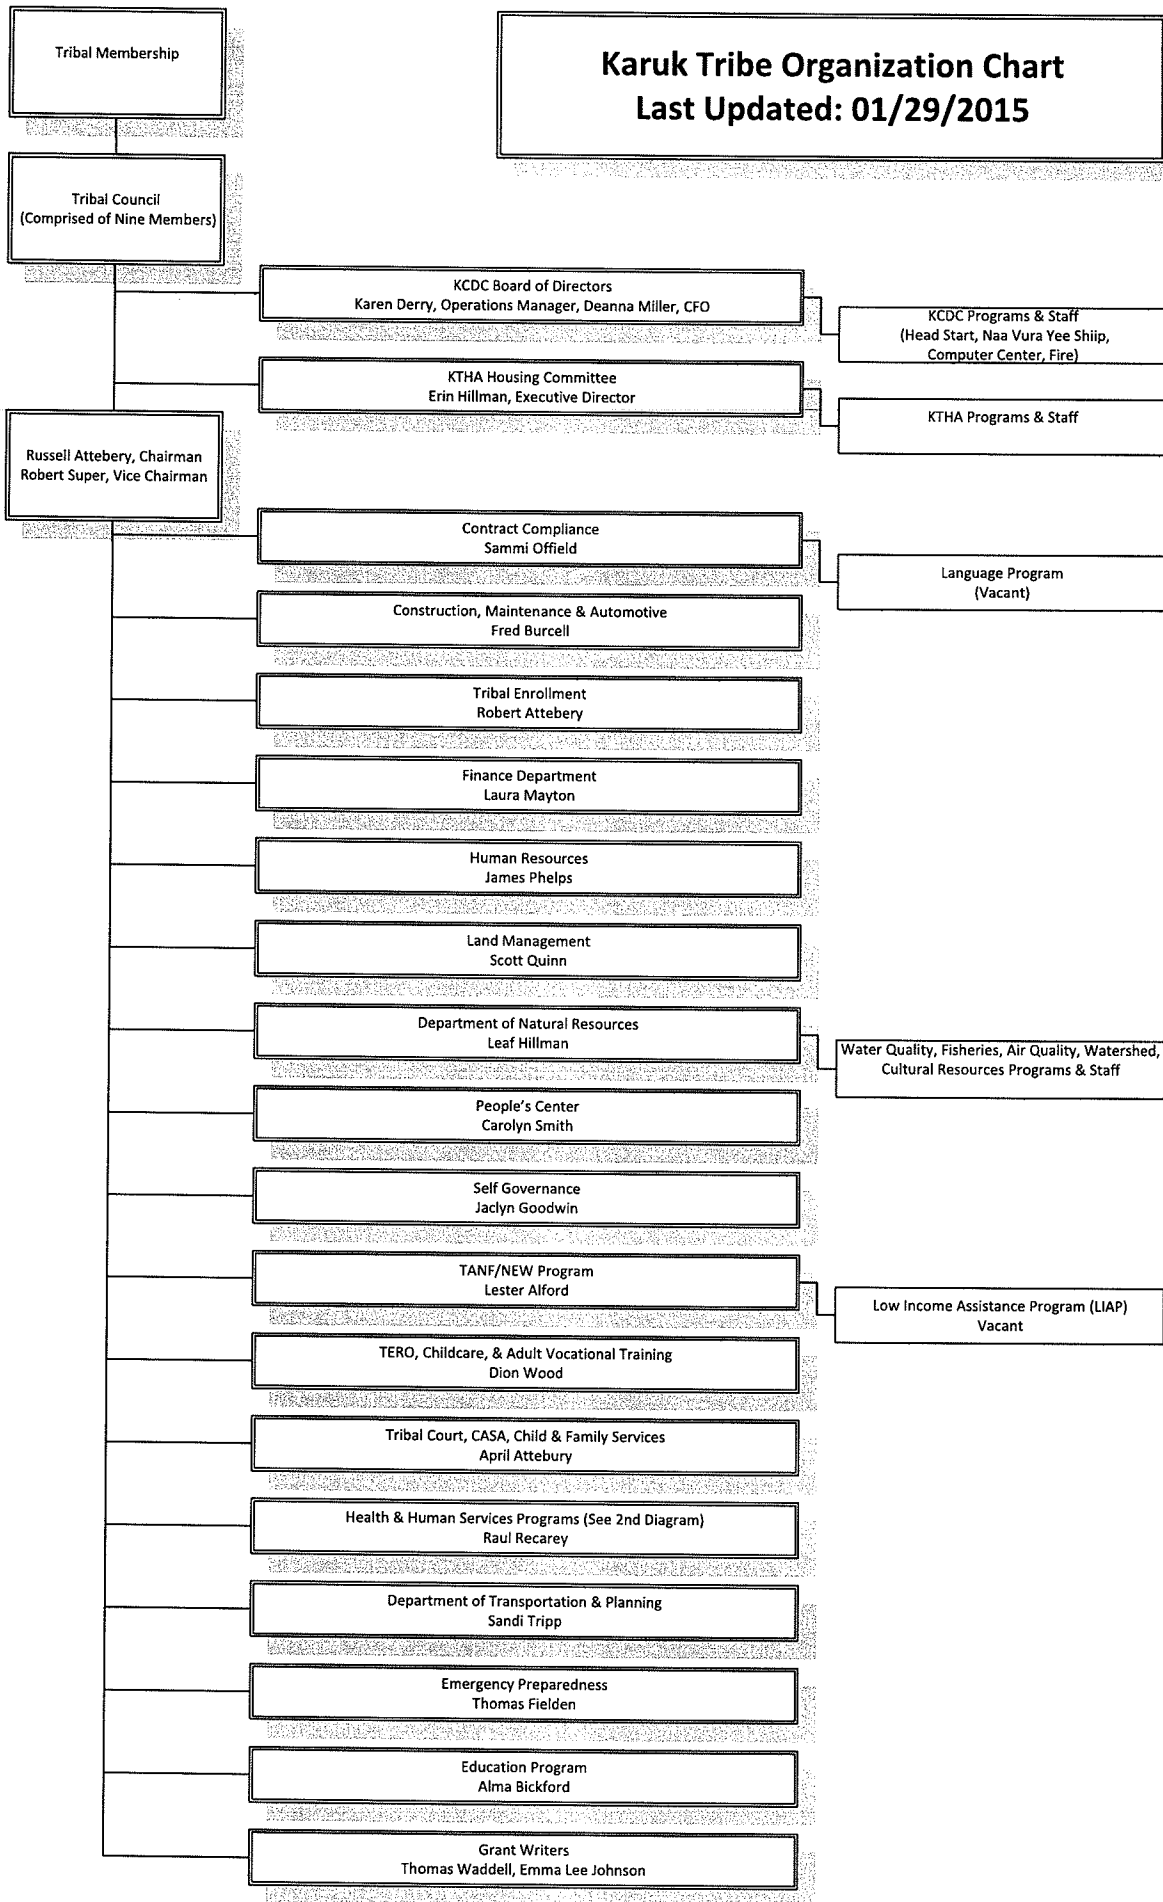 Tribal Membership
Karuk Tribe Organization Chart
Last Updated: 01/29/2015
Tribal Council
(Comprised of Nine Members)
KCDC Board of Directors
Karen Derry, Operations Manager, Deanna Miller, CFO
KCDC Programs & Staff
(Head Start, Naa Vura Yee Shiip,
Computer Center, Fire)
KTHA Housing Committee
Erin Hillman, Executive Director
KTHA Programs & Staff
Russell Attebery, Chairman
Robert Super, Vice Chairman
Contract Compliance
Sammi Offield
Language Program
(Vacant)
Construction, Maintenance & Automotive
Fred Burcell
Tribal Enrollment
Robert Attebery
Finance Department
Laura Mayton
Human Resources
James Phelps
Land Management
Scott Quinn
Department of Natural Resources
Leaf Hillman
Water Quality, Fisheries, Air Quality, Watershed,
Cultural Resources Programs & Staff
People's Center
Carolyn Smith
Self Governance
Jaclyn Goodwin
TANF/NEW Program
Lester Alford
Low Income Assistance Program (LIAP)
Vacant
TERO, Childcare, & Adult Vocational Training
Dion Wood
Tribal Court, CASA, Child & Family Services
April Attebury
Health & Human Services Programs (See 2nd Diagram)
Raul Recarey
Department of Transportation & Planning
Sandi Tripp
Emergency Preparedness
Thomas Fielden
Education Program
Alma Bickford
Grant Writers
Thomas Waddell, Emma Lee Johnson